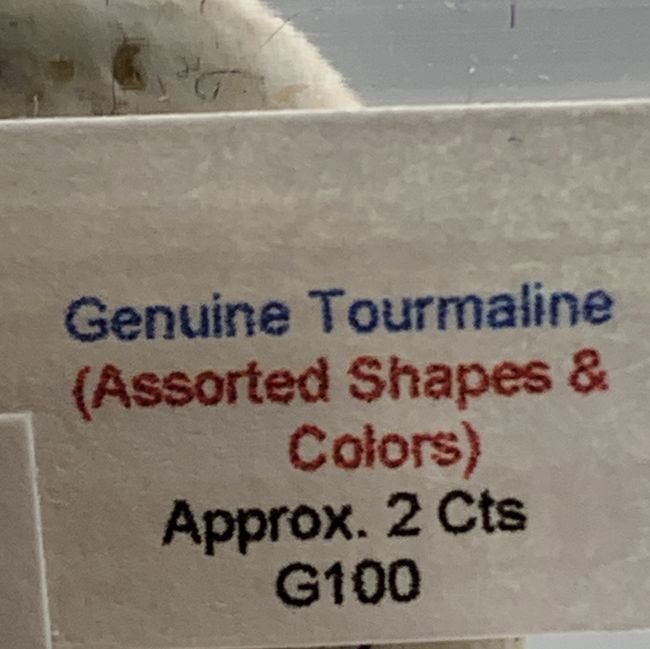 Genuine Tourmaline
(Assorted Shapes &
Colors)
Approx. 2 Cts
G100